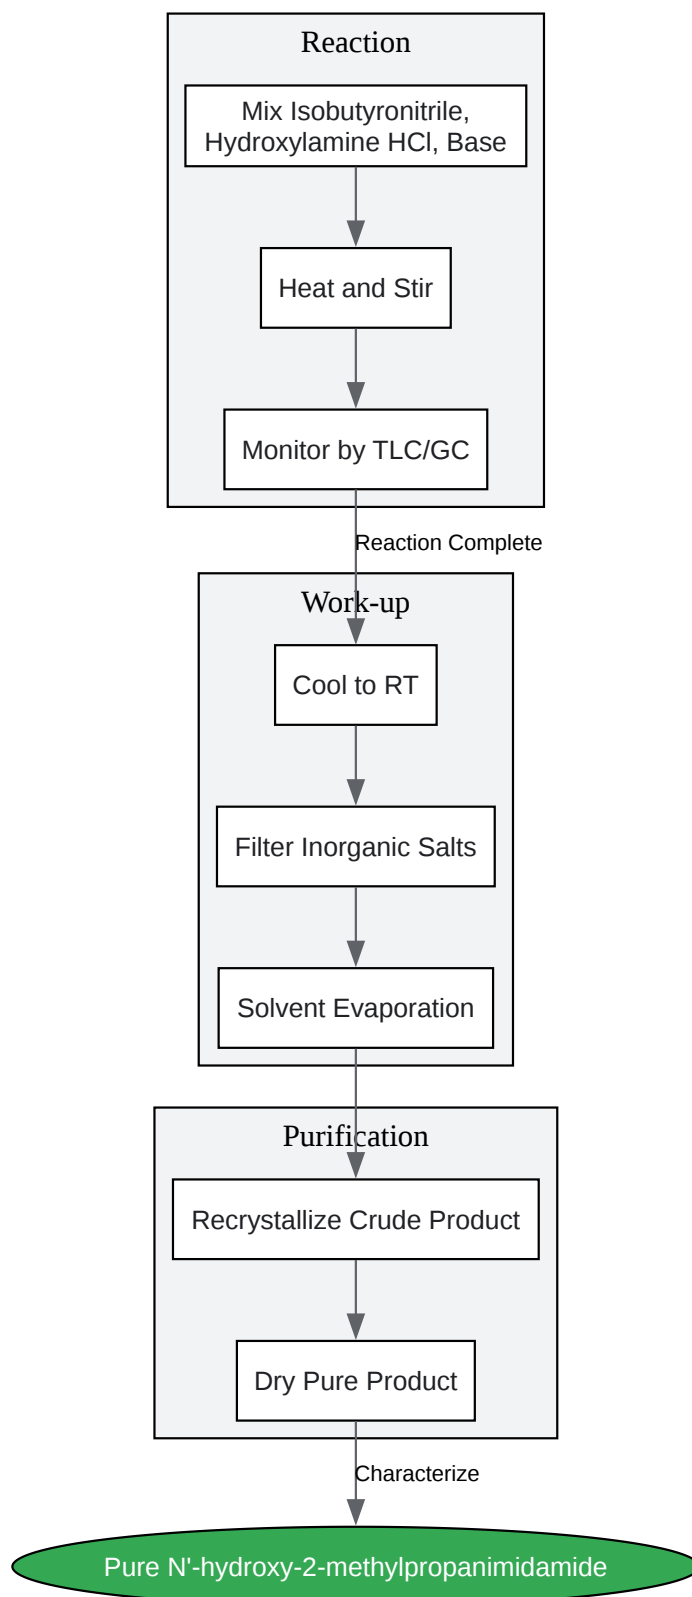 Reaction
Mix Isobutyronitrile,
Hydroxylamine HCl, Base
Heat and Stir
Monitor by TLC/GC
Reaction Complete
Work-up
Cool to RT
Filter Inorganic Salts
Solvent Evaporation
Purification
Recrystallize Crude Product
Dry Pure Product
Characterize
Pure N'-hydroxy-2-methylpropanimidamide